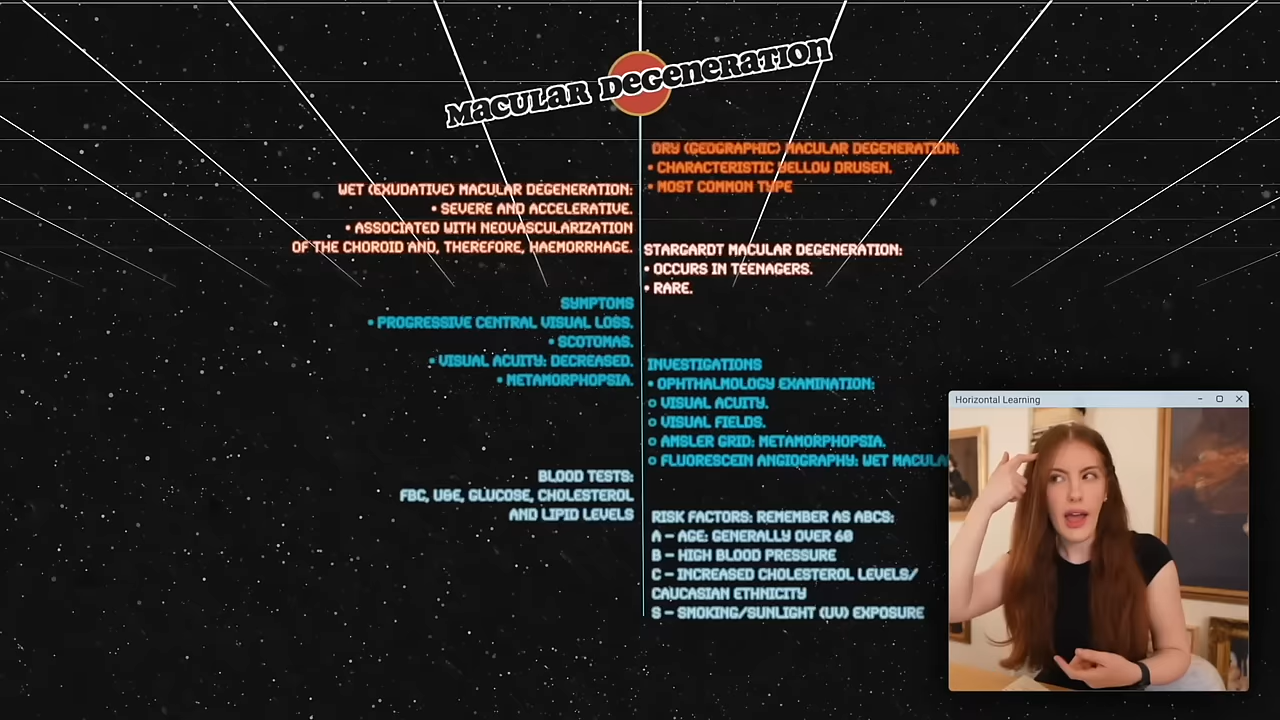 MACULAR DEGENERATION
DRY (GEOGRAPHIC) MACULAR DEGENERATION:
• CHARACTERISTIC YELLOW DRUSEN.
• MOST COMMON TYPE
WET (EXUDATIVE) MACULAR DEGENERATION:
• SEVERE AND ACCELERATIVE.
• ASSOCIATED WITH NEOVASCULARIZATION
OF THE CHOROID AND, THEREFORE, HAEMORRHAGE.
STARGARDT MACULAR DEGENERATION:
• OCCURS IN TEENAGERS.
• RARE.
SYMPTOMS
• PROGRESSIVE CENTRAL VISUAL LOSS.
• SCOTOMAS.
• VISUAL ACUITY: DECREASED.
• METAMORPHOPSIA.
INVESTIGATIONS
• OPHTHALMOLOGY EXAMINATION:
o VISUAL ACUITY.
o VISUAL FIELDS.
o AMSLER GRID: METAMORPHOPSIA.
o FLUORESCEIN ANGIOGRAPHY: WET MACULA
BLOOD TESTS:
FBC, U&E, GLUCOSE, CHOLESTEROL
AND LIPID LEVELS
RISK FACTORS: REMEMBER AS ABCS:
A – AGE: GENERALLY OVER 60
B – HIGH BLOOD PRESSURE
C – INCREASED CHOLESTEROL LEVELS/
CAUCASIAN ETHNICITY
S – SMOKING/SUNLIGHT (UV) EXPOSURE
Horizontal Learning